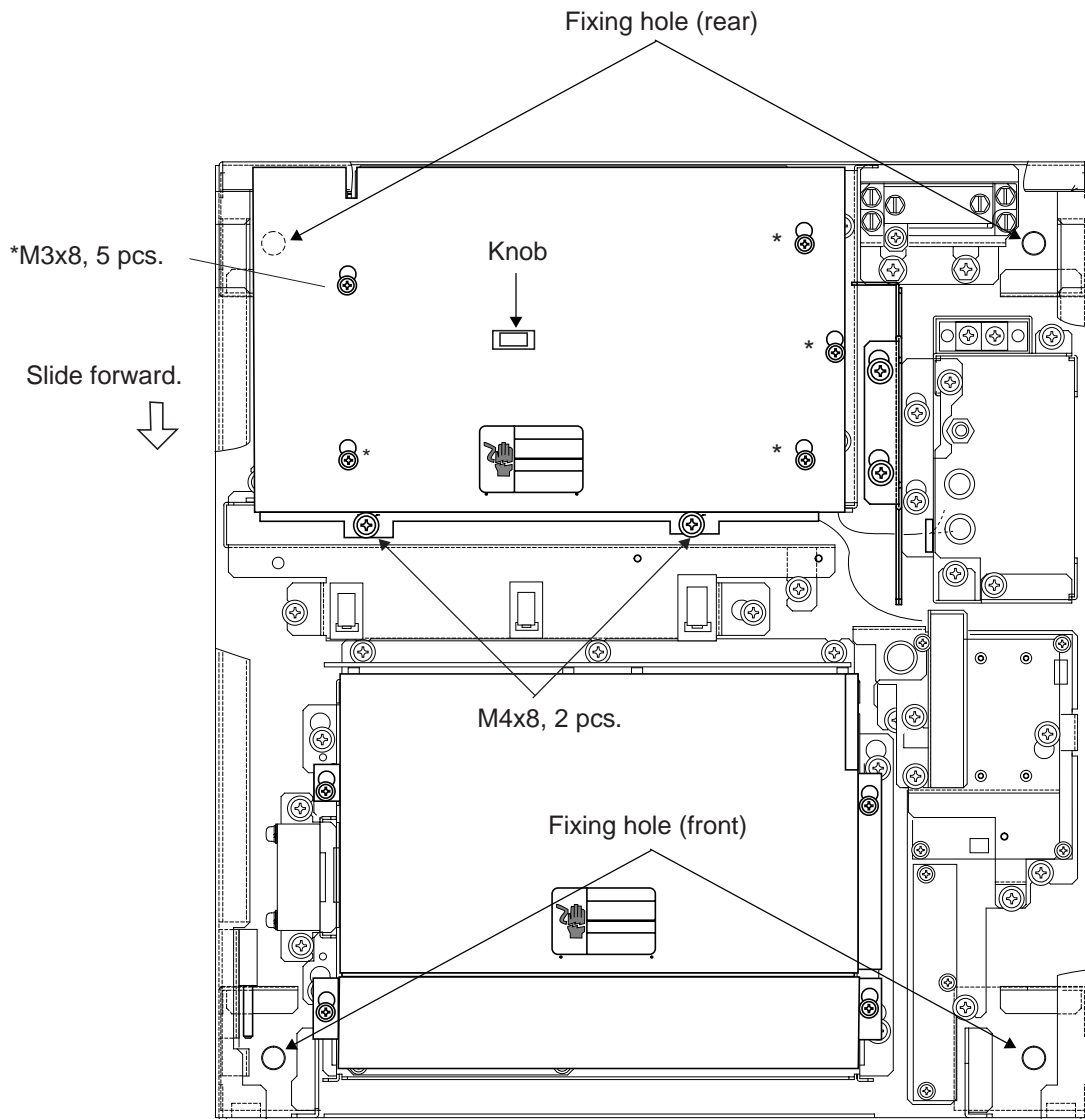 Fixing hole (rear)
*M3x8, 5 pcs.
Knob
*
*
Slide forward.
*
*
M4x8, 2 pcs.
Fixing hole (front)